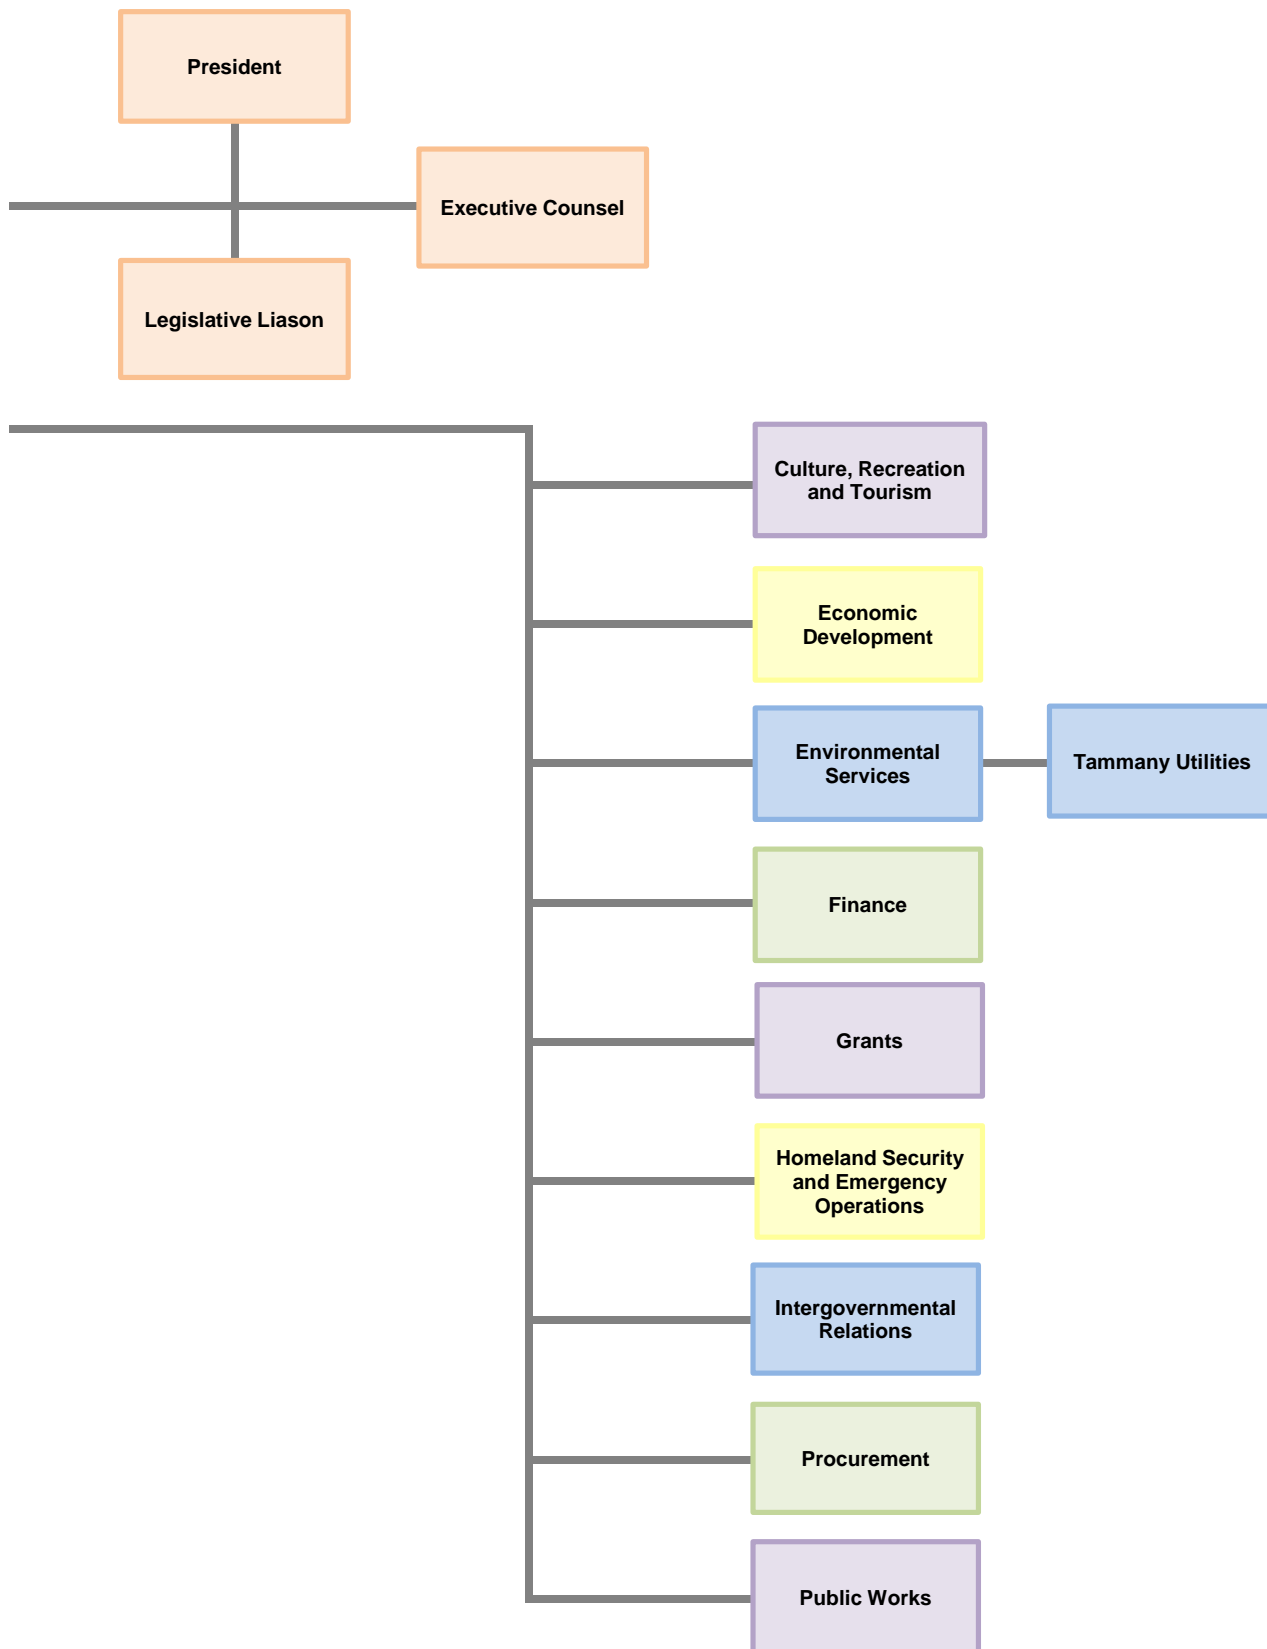 President
Executive Counsel
Legislative Liason
Culture, Recreation
and Tourism
Economic
Development
Environmental
Services
Tammany Utilities
Finance
Grants
Homeland Security
and Emergency
Operations
Intergovernmental
Relations
Procurement
Public Works